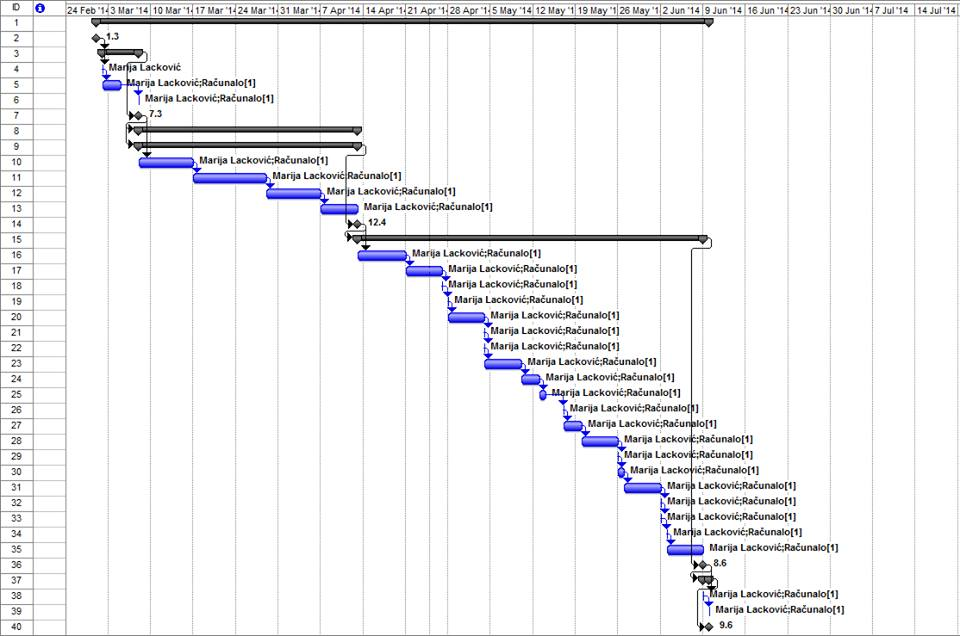 ID 24 Feb '14 3 Mar '14 10 Mar '14 17 Mar '14 24 Mar '14 31 Mar '14 7 Apr '14 14 Apr '14 21 Apr '14 28 Apr '14 5 May '14 12 May '1 19 May '1 26 May '1 2 Jun '14 9 Jun '14 16 Jun '14 23 Jun '14 30 Jun '14 7 Jul '14 14 Jul '14
1
2 1.3
3
4 Marija Lacković
5 Marija Lacković;Računalo[1]
6 Marija Lacković;Računalo[1]
7 7.3
8
9
10 Marija Lacković;Računalo[1]
11 Marija Lacković;Računalo[1]
12 Marija Lacković;Računalo[1]
13 Marija Lacković;Računalo[1]
14 12.4
15
16 Marija Lacković;Računalo[1]
17 Marija Lacković;Računalo[1]
18 Marija Lacković;Računalo[1]
19 Marija Lacković;Računalo[1]
20 Marija Lacković;Računalo[1]
21 Marija Lacković;Računalo[1]
22 Marija Lacković;Računalo[1]
23 Marija Lacković;Računalo[1]
24 Marija Lacković;Računalo[1]
25 Marija Lacković;Računalo[1]
26 Marija Lacković;Računalo[1]
27 Marija Lacković;Računalo[1]
28 Marija Lacković;Računalo[1]
29 Marija Lacković;Računalo[1]
30 Marija Lacković;Računalo[1]
31 Marija Lacković;Računalo[1]
32 Marija Lacković;Računalo[1]
33 Marija Lacković;Računalo[1]
34 Marija Lacković;Računalo[1]
35 Marija Lacković;Računalo[1]
36 8.6
37
38 Marija Lacković;Računalo[1]
39 Marija Lacković;Računalo[1]
40 9.6